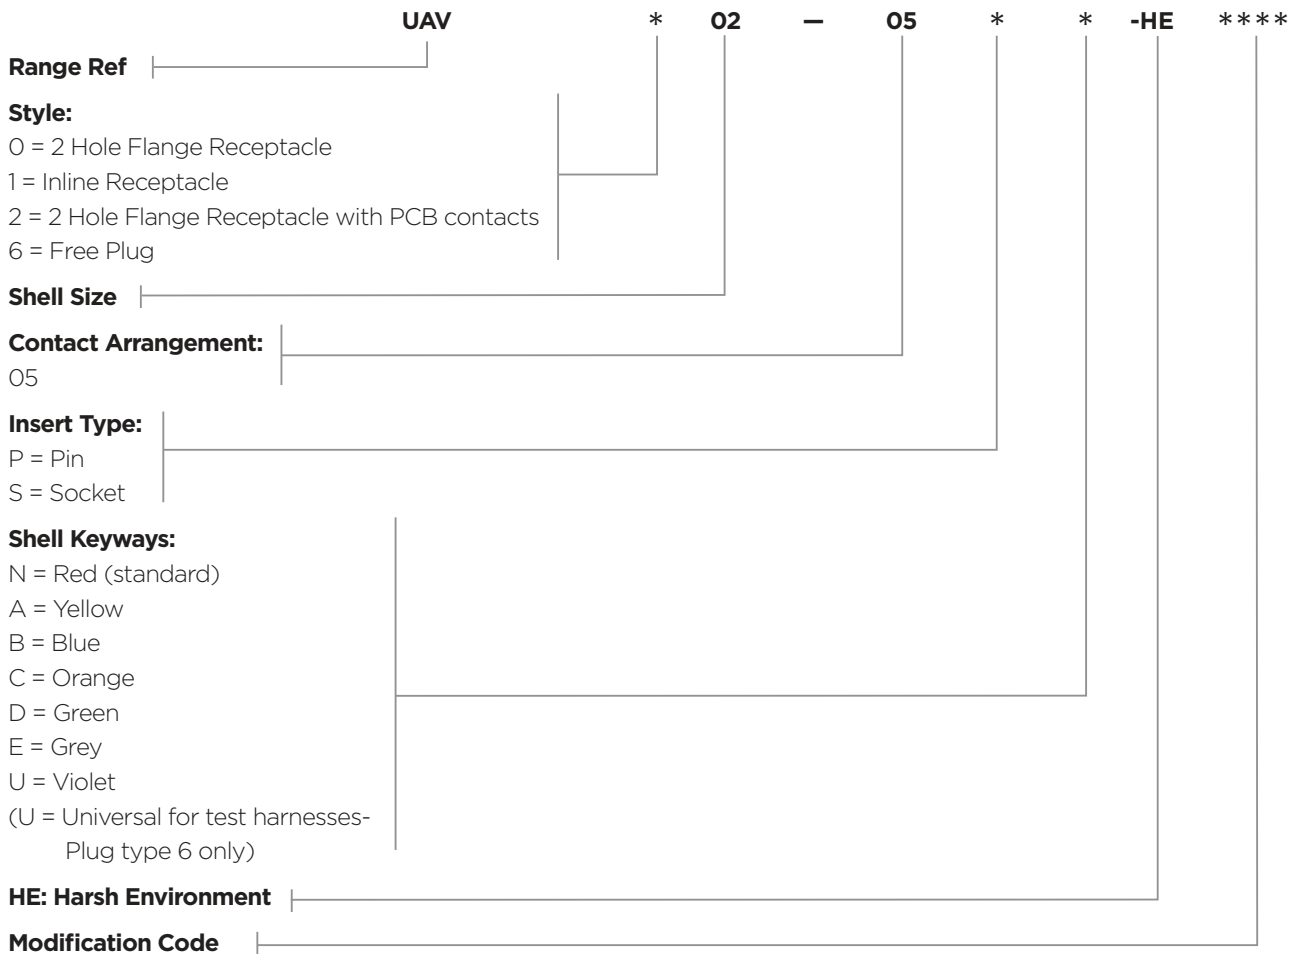 UAV * 02 — 05 * * -HE ****
Range Ref
Style:
0 = 2 Hole Flange Receptacle
1 = Inline Receptacle
2 = 2 Hole Flange Receptacle with PCB contacts
6 = Free Plug
Shell Size
Contact Arrangement:
05
Insert Type:
P = Pin
S = Socket
Shell Keyways:
N = Red (standard)
A = Yellow
B = Blue
C = Orange
D = Green
E = Grey
U = Violet
(U = Universal for test harnesses-
Plug type 6 only)
HE: Harsh Environment
Modification Code